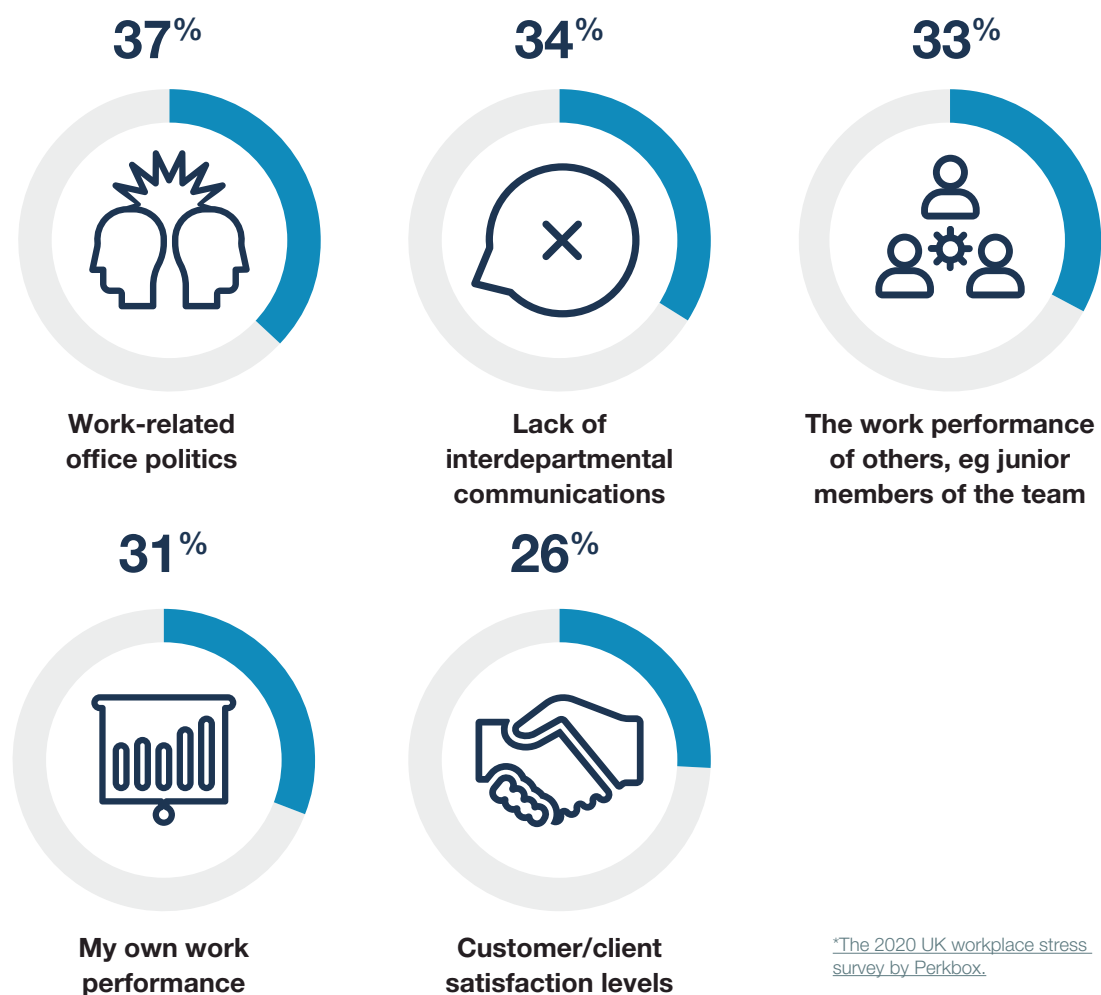 37%
34%
33%
Work-related
office politics
Lack of
interdepartmental
communications
The work performance
of others, eg junior
members of the team
31%
26%
My own work
performance
Customer/client
satisfaction levels
*The 2020 UK workplace stress
survey by Perkbox.